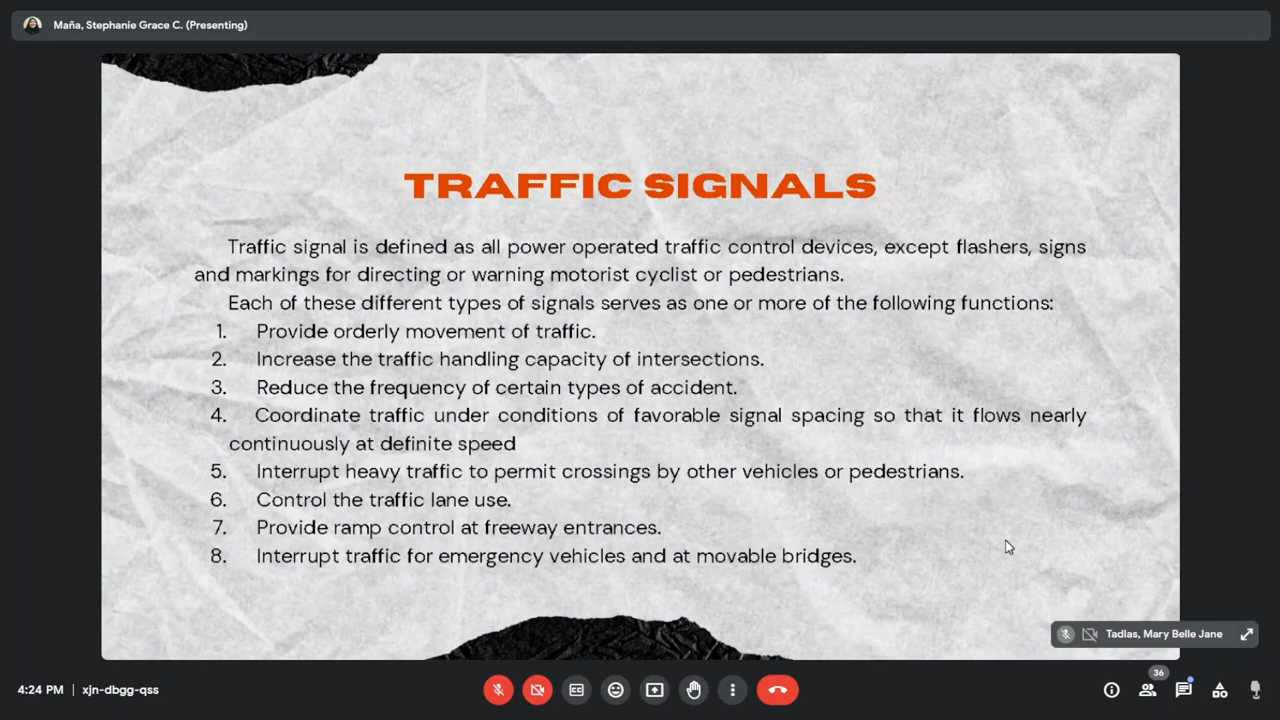 Maña, Stephanie Grace C. (Presenting)
TRAFFIC SIGNALS
Traffic signal is defined as all power operated traffic control devices, except flashers, signs
and markings for directing or warning motorist cyclist or pedestrians.
Each of these different types of signals serves as one or more of the following functions:
1. Provide orderly movement of traffic.
2. Increase the traffic handling capacity of intersections.
3. Reduce the frequency of certain types of accident.
4. Coordinate traffic under conditions of favorable signal spacing so that it flows nearly
continuously at definite speed
5. Interrupt heavy traffic to permit crossings by other vehicles or pedestrians.
6. Control the traffic lane use.
7. Provide ramp control at freeway entrances.
8. Interrupt traffic for emergency vehicles and at movable bridges.
Tadlas, Mary Belle Jane
36
4:24 PM | xjn-dbgg-qss